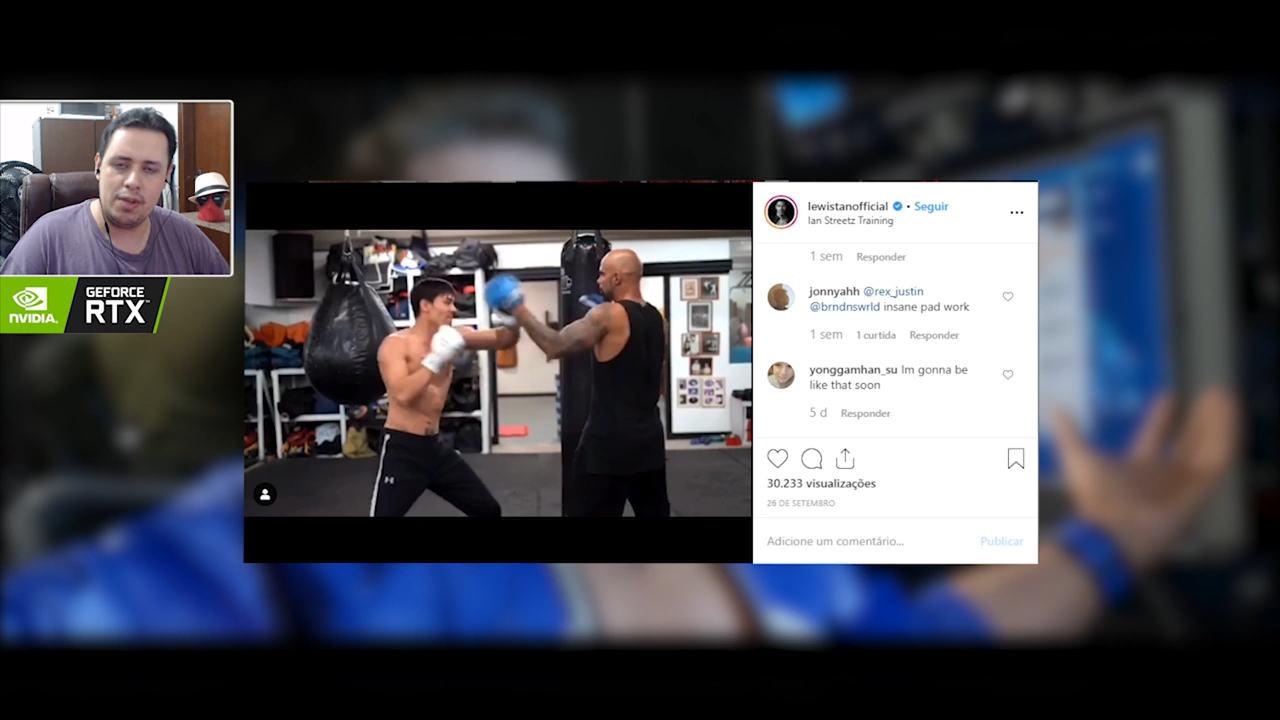 NVIDIA.
GEFORCE
RTX™
lewistanofficial • Seguir
Ian Streetz Training
1 sem Responder
jonnyahh @rex_justin
@brndnswrld insane pad work
1 sem 1 curtida Responder
yonggamhan_su Im gonna be
like that soon
5 d Responder
30.233 visualizações
26 DE SETEMBRO
Adicione um comentário... Publicar